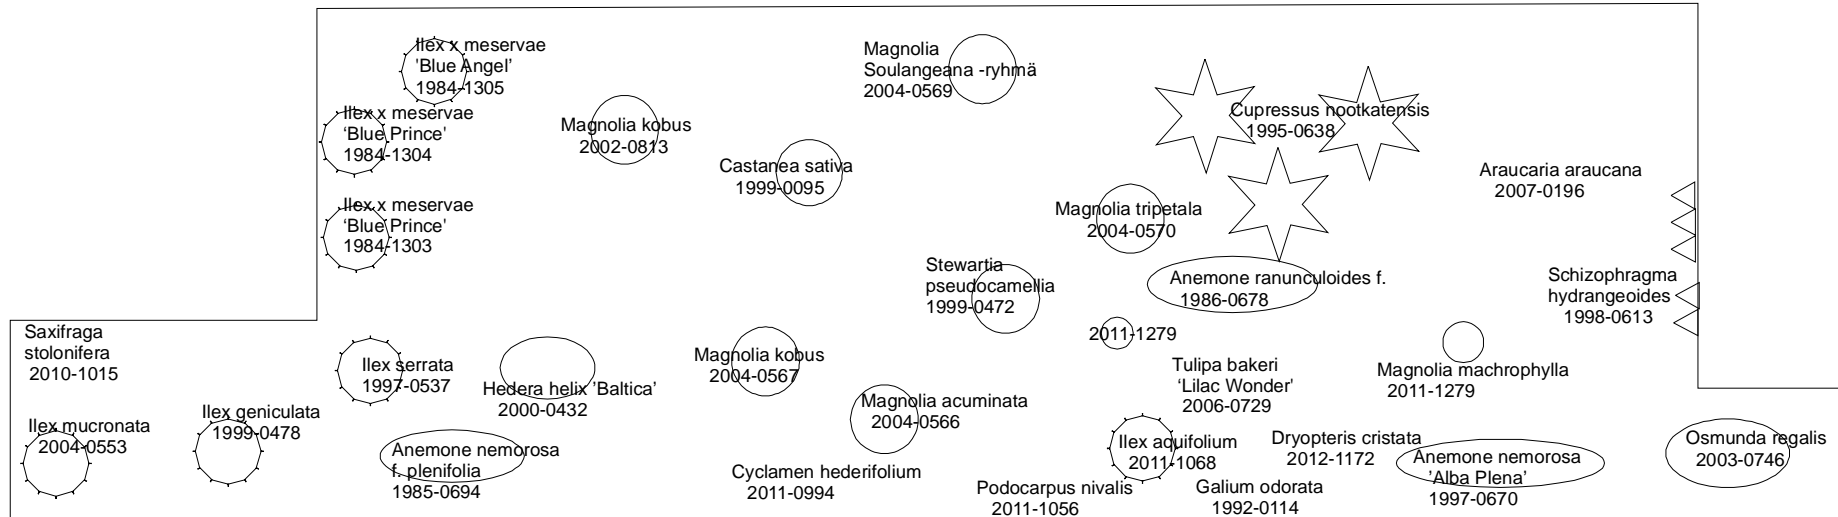 Ilex x meservae
'Blue Angel'
1984-1305
Magnolia
Soulangeana -ryhmä
2004-0569
Ilex x meservae
'Blue Prince'
1984-1304
Magnolia kobus
2002-0813
Cupressus nootkatensis
1995-0638
Castanea sativa
1999-0095
Araucaria araucana
2007-0196
Ilex x meservae
'Blue Prince'
1984-1303
Magnolia tripetala
2004-0570
Stewartia
pseudocamellia
1999-0472
Anemone ranunculoides f.
1986-0678
Schizophragma
hydrangeoides
1998-0613
Saxifraga
stolonifera
2010-1015
2011-1279
Ilex serrata
1997-0537
Hedera helix 'Baltica'
2000-0432
Magnolia kobus
2004-0567
Tulipa bakeri
'Lilac Wonder'
2006-0729
Magnolia machrophylla
2011-1279
Magnolia acuminata
2004-0566
Ilex mucronata
2004-0553
Ilex geniculata
1999-0478
Anemone nemorosa
f. plenifolia
1985-0694
Cyclamen hederifolium
2011-0994
Ilex aquifolium
2011-1068
Dryopteris cristata
2012-1172
Anemone nemorosa
'Alba Plena'
1997-0670
Osmunda regalis
2003-0746
Podocarpus nivalis
2011-1056
Galium odorata
1992-0114